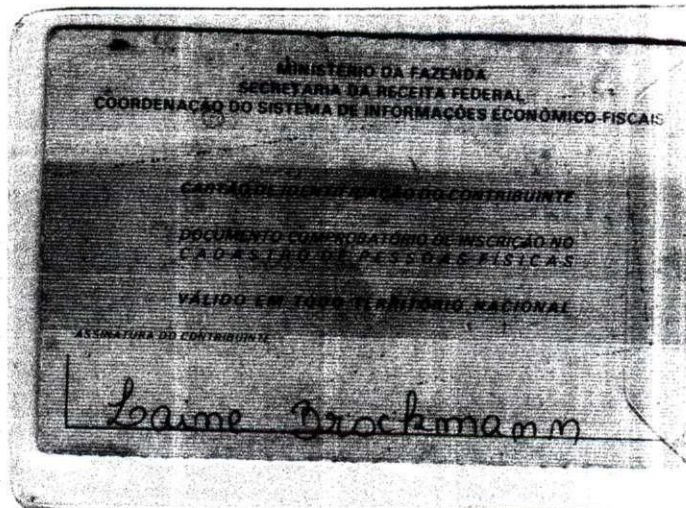 MINISTÉRIO DA FAZENDA
SECRETARIA DA RECEITA FEDERAL
COORDENAÇÃO DO SISTEMA DE INFORMAÇÕES ECONÔMICO-FISCAIS
CARTÃO DE IDENTIFICAÇÃO DO CONTRIBUINTE
DOCUMENTO COMPROBATÓRIO DE INSCRIÇÃO NO
CADASTRO DE PESSOAS FÍSICAS
VÁLIDO EM TODO TERRITÓRIO NACIONAL
ASSINATURA DO CONTRIBUINTE
Laine Brockmann